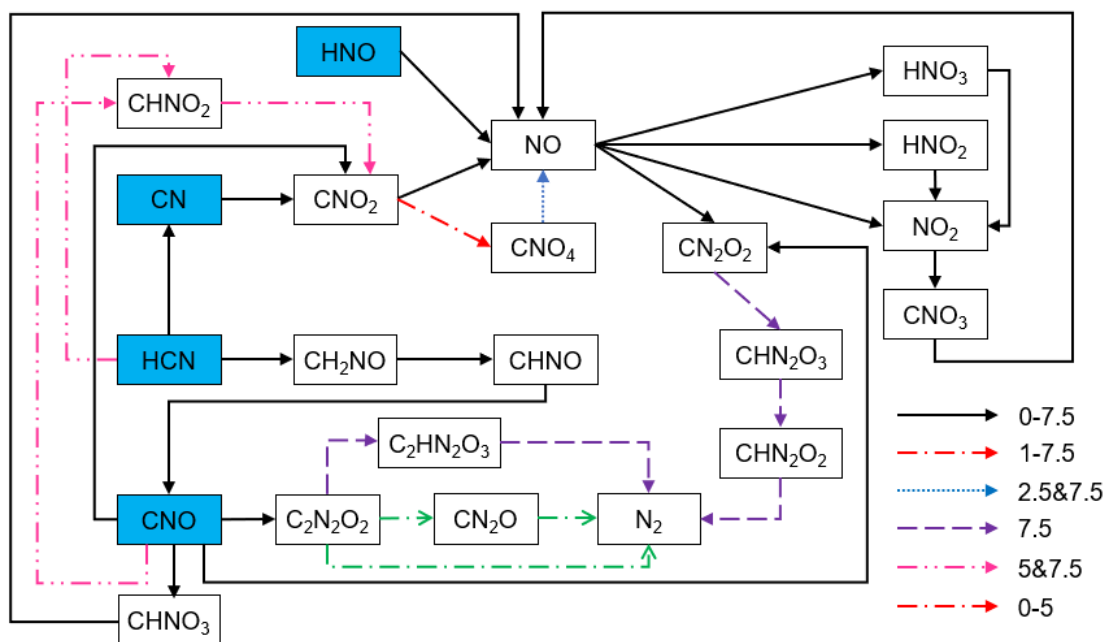 HNO
HNO₃
CHNO₂
NO
HNO₂
CN
CNO₂
NO₂
CNO₄
CN₂O₂
CNO₃
HCN
CH₂NO
CHNO
CHN₂O₃
0-7.5
C₂HN₂O₃
CHN₂O₂
1-7.5
2.5&7.5
CNO
C₂N₂O₂
CN₂O
N₂
7.5
5&7.5
CHNO₃
0-5